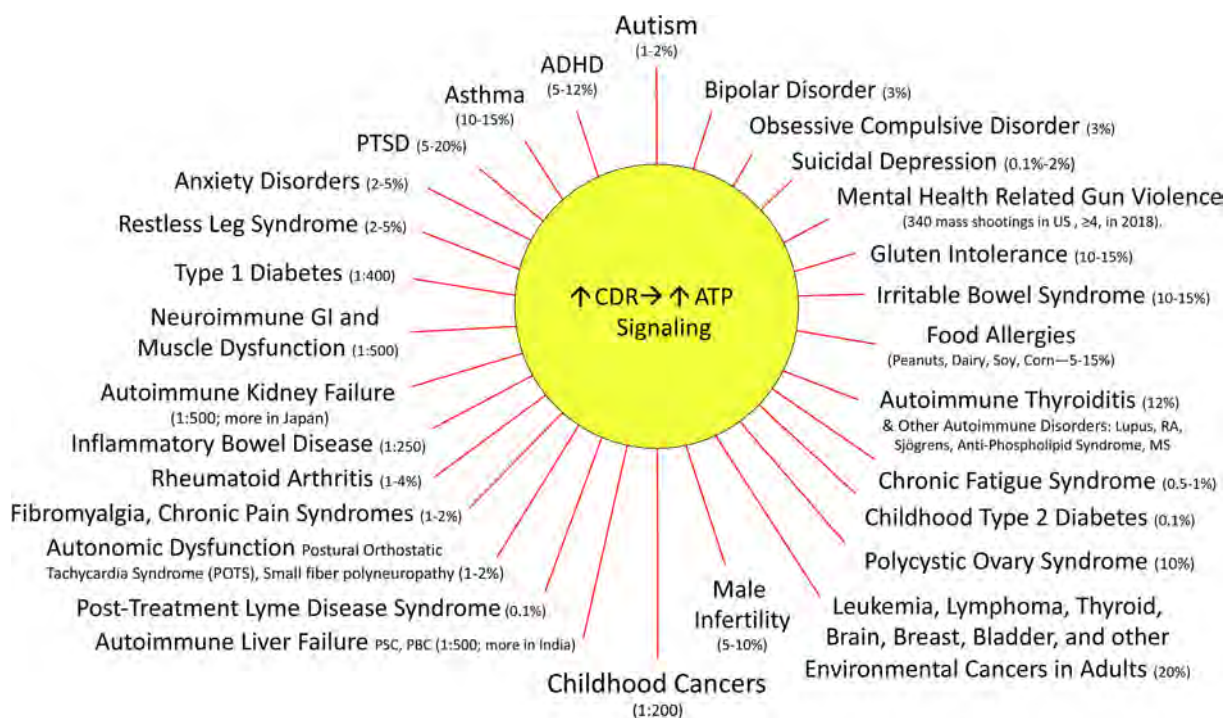 Autism
(1-2%)
ADHD
(5-12%)
Asthma
(10-15%)
PTSD (5-20%)
Anxiety Disorders (2-5%)
Restless Leg Syndrome (2-5%)
Type 1 Diabetes (1:400)
Neuroimmune GI and
Muscle Dysfunction (1:500)
Autoimmune Kidney Failure
(1:500; more in Japan)
Inflammatory Bowel Disease (1:250)
Rheumatoid Arthritis (1-4%)
Fibromyalgia, Chronic Pain Syndromes (1-2%)
Autonomic Dysfunction Postural Orthostatic
Tachycardia Syndrome (POTS), Small fiber polyneuropathy (1-2%)
Post-Treatment Lyme Disease Syndrome (0.1%)
Autoimmune Liver Failure PSC, PBC (1:500; more in India)
Childhood Cancers
(1:200)
↑ CDR→ ↑ ATP
Signaling
Bipolar Disorder (3%)
Obsessive Compulsive Disorder (3%)
Suicidal Depression (0.1%-2%)
Mental Health Related Gun Violence
(340 mass shootings in US , ≥4, in 2018).
Gluten Intolerance (10-15%)
Irritable Bowel Syndrome (10-15%)
Food Allergies
(Peanuts, Dairy, Soy, Corn—5-15%)
Autoimmune Thyroiditis (12%)
& Other Autoimmune Disorders: Lupus, RA,
Sjögrens, Anti-Phospholipid Syndrome, MS
Chronic Fatigue Syndrome (0.5-1%)
Childhood Type 2 Diabetes (0.1%)
Polycystic Ovary Syndrome (10%)
Leukemia, Lymphoma, Thyroid,
Brain, Breast, Bladder, and other
Environmental Cancers in Adults (20%)
Male
Infertility
(5-10%)